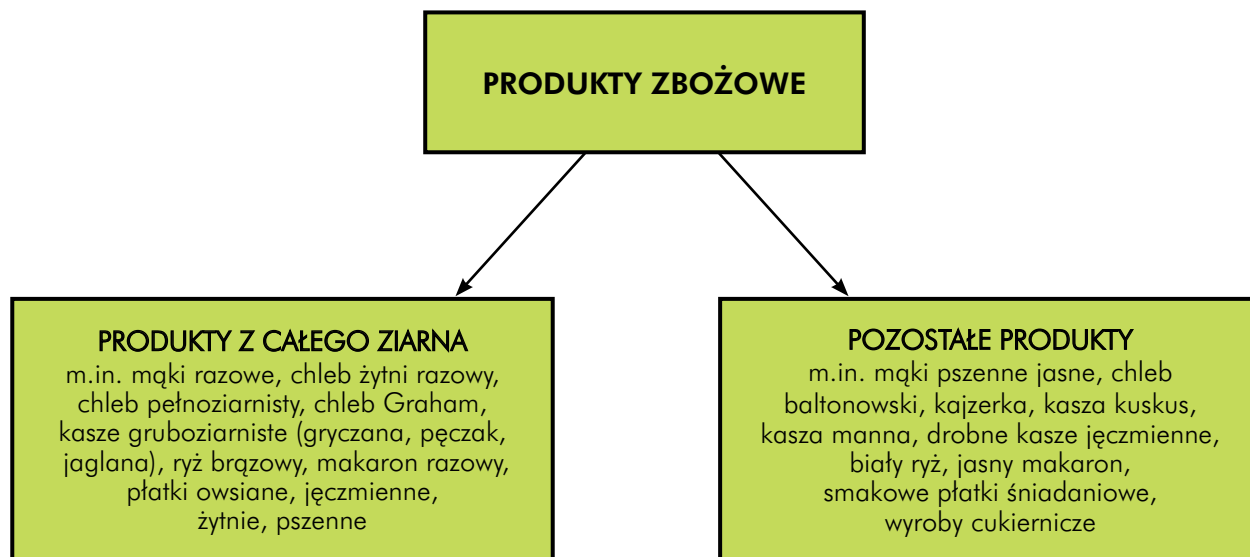 PRODUKTY ZBOŻOWE
PRODUKTY Z CAŁEGO ZIARNA
m.in. mąki razowe, chleb żytni razowy,
chleb pełnoziarnisty, chleb Graham,
kasze gruboziarniste (gryczana, pęczak,
jaglana), ryż brązowy, makaron razowy,
płatki owsiane, jęczmienne,
żytnie, pszenne
POZOSTAŁE PRODUKTY
m.in. mąki pszenne jasne, chleb
baltonowski, kajzerka, kasza kuskus,
kasza manna, drobne kasze jęczmienne,
biały ryż, jasny makaron,
smakowe płatki śniadaniowe,
wyroby cukiernicze